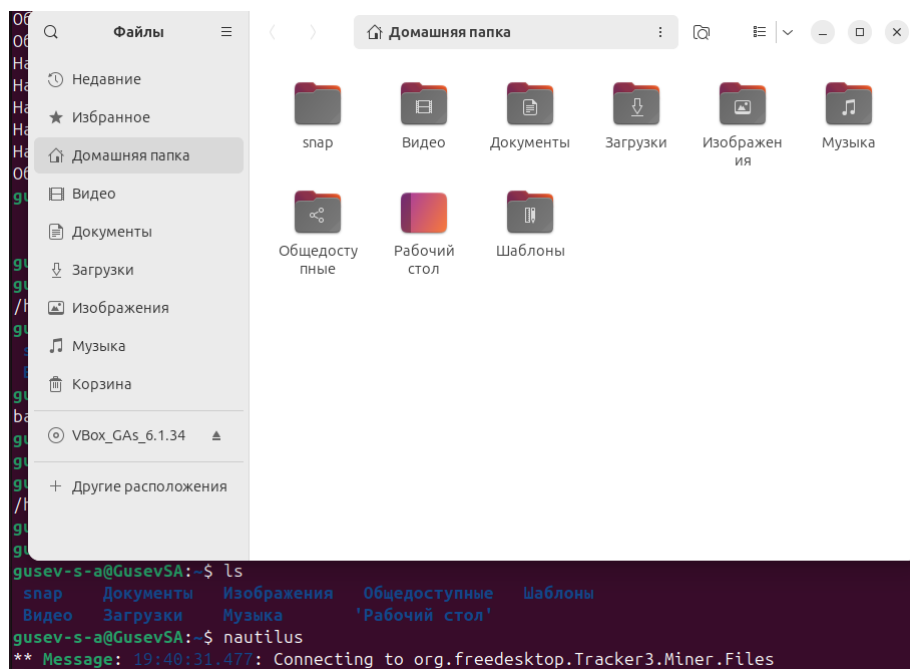 Файлы
Домашняя папка
Недавние
Избранное
Домашняя папка
Видео
Документы
Загрузки
Изображения
Музыка
Корзина
VBox_GAs_6.1.34
Другие расположения
snap
Видео
Документы
Загрузки
Изображен
ия
Музыка
Общедосту
пные
Рабочий
стол
Шаблоны
gusev-s-a@GusevSA:~$ ls
snap Документы Изображения Общедоступные Шаблоны
Видео Загрузки Музыка 'Рабочий стол'
gusev-s-a@GusevSA:~$ nautilus
** Message: 19:40:31.477: Connecting to org.freedesktop.Tracker3.Miner.Files